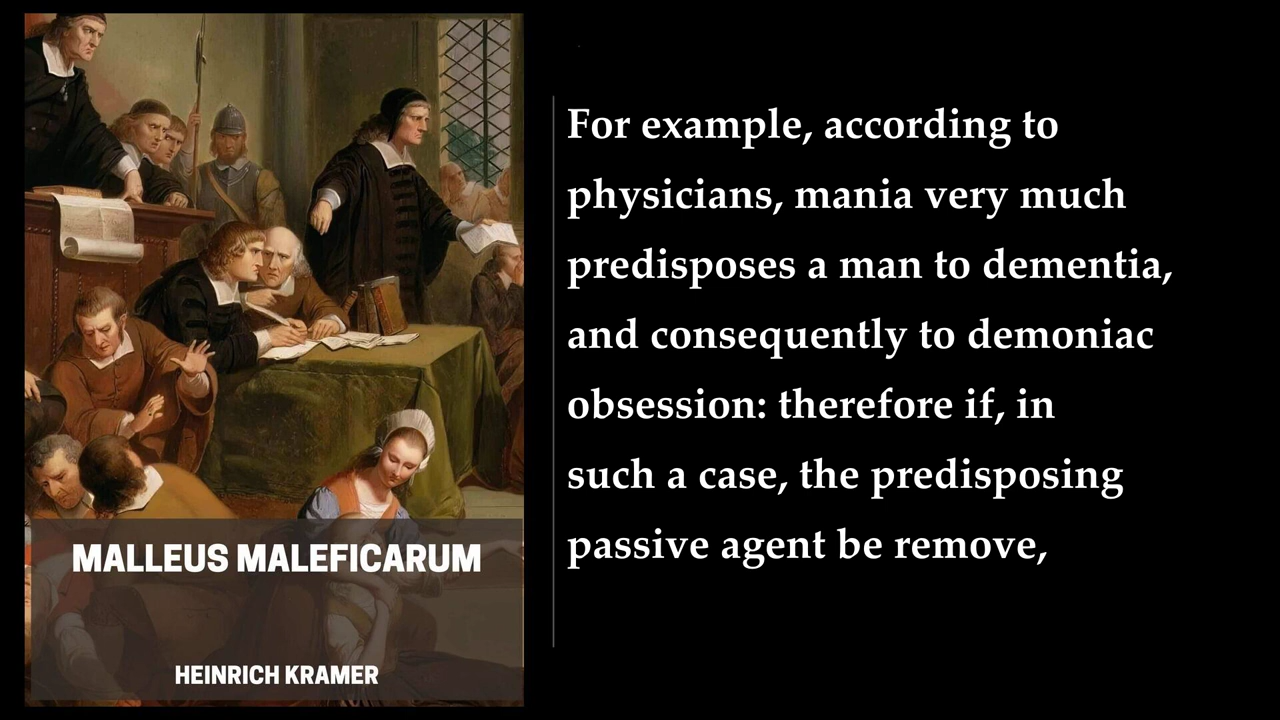 For example, according to
physicians, mania very much
predisposes a man to dementia,
and consequently to demoniac
obsession: therefore if, in
such a case, the predisposing
passive agent be remove,
MALLEUS MALEFICARUM
HEINRICH KRAMER